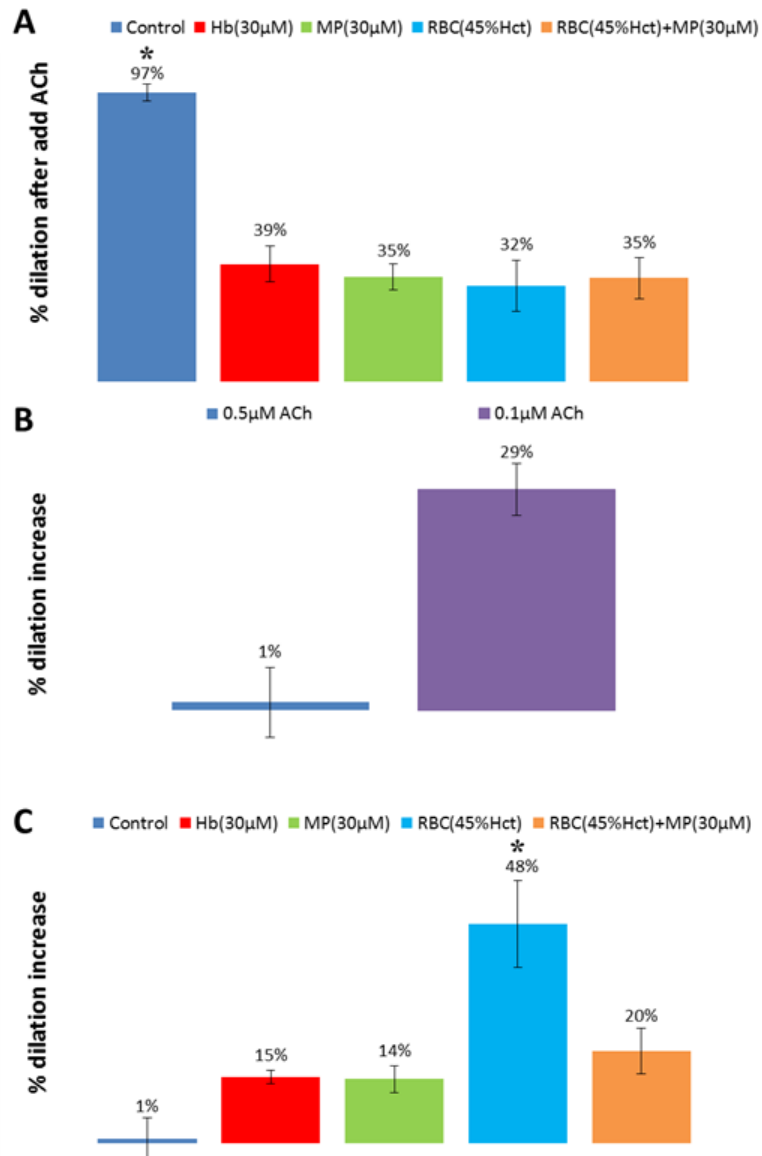 A
Control Hb(30µM) MP(30µM) RBC(45%Hct) RBC(45%Hct)+MP(30µM)
% dilation after add ACh
*
97%
39%
35%
32%
35%
B
0.5µM ACh 0.1µM ACh
% dilation increase
1%
29%
C
Control Hb(30µM) MP(30µM) RBC(45%Hct) RBC(45%Hct)+MP(30µM)
% dilation increase
1%
15%
14%
*
48%
20%